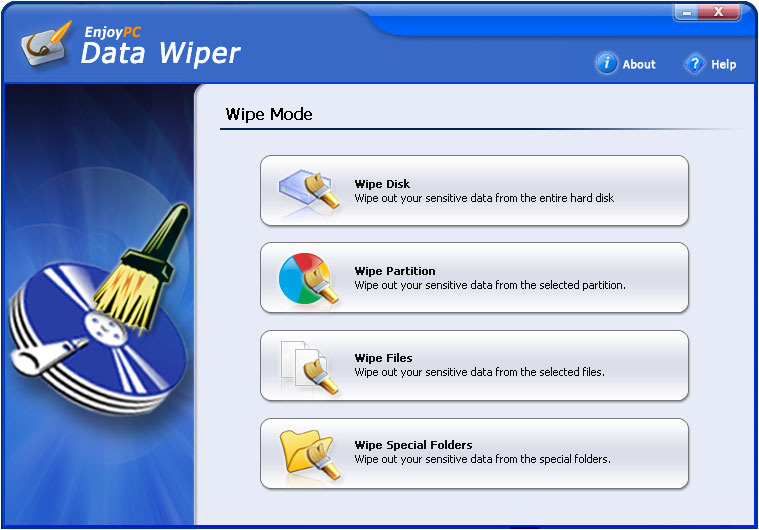 EnjoyPC
Data Wiper
About
Help
Wipe Mode
Wipe Disk
Wipe out your sensitive data from the entire hard disk
Wipe Partition
Wipe out your sensitive data from the selected partition.
Wipe Files
Wipe out your sensitive data from the selected files.
Wipe Special Folders
Wipe out your sensitive data from the special folders.